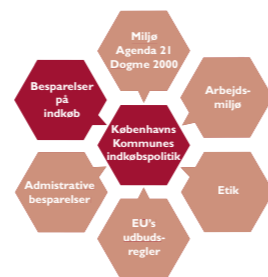 Miljø
Agenda 21
Dogme 2000
Besparelser
på
indkøb
Arbejds-
miljø
Københavns
Kommunes
indkøbspolitik
Admistrative
besparelser
Etik
EU's
udbuds-
regler